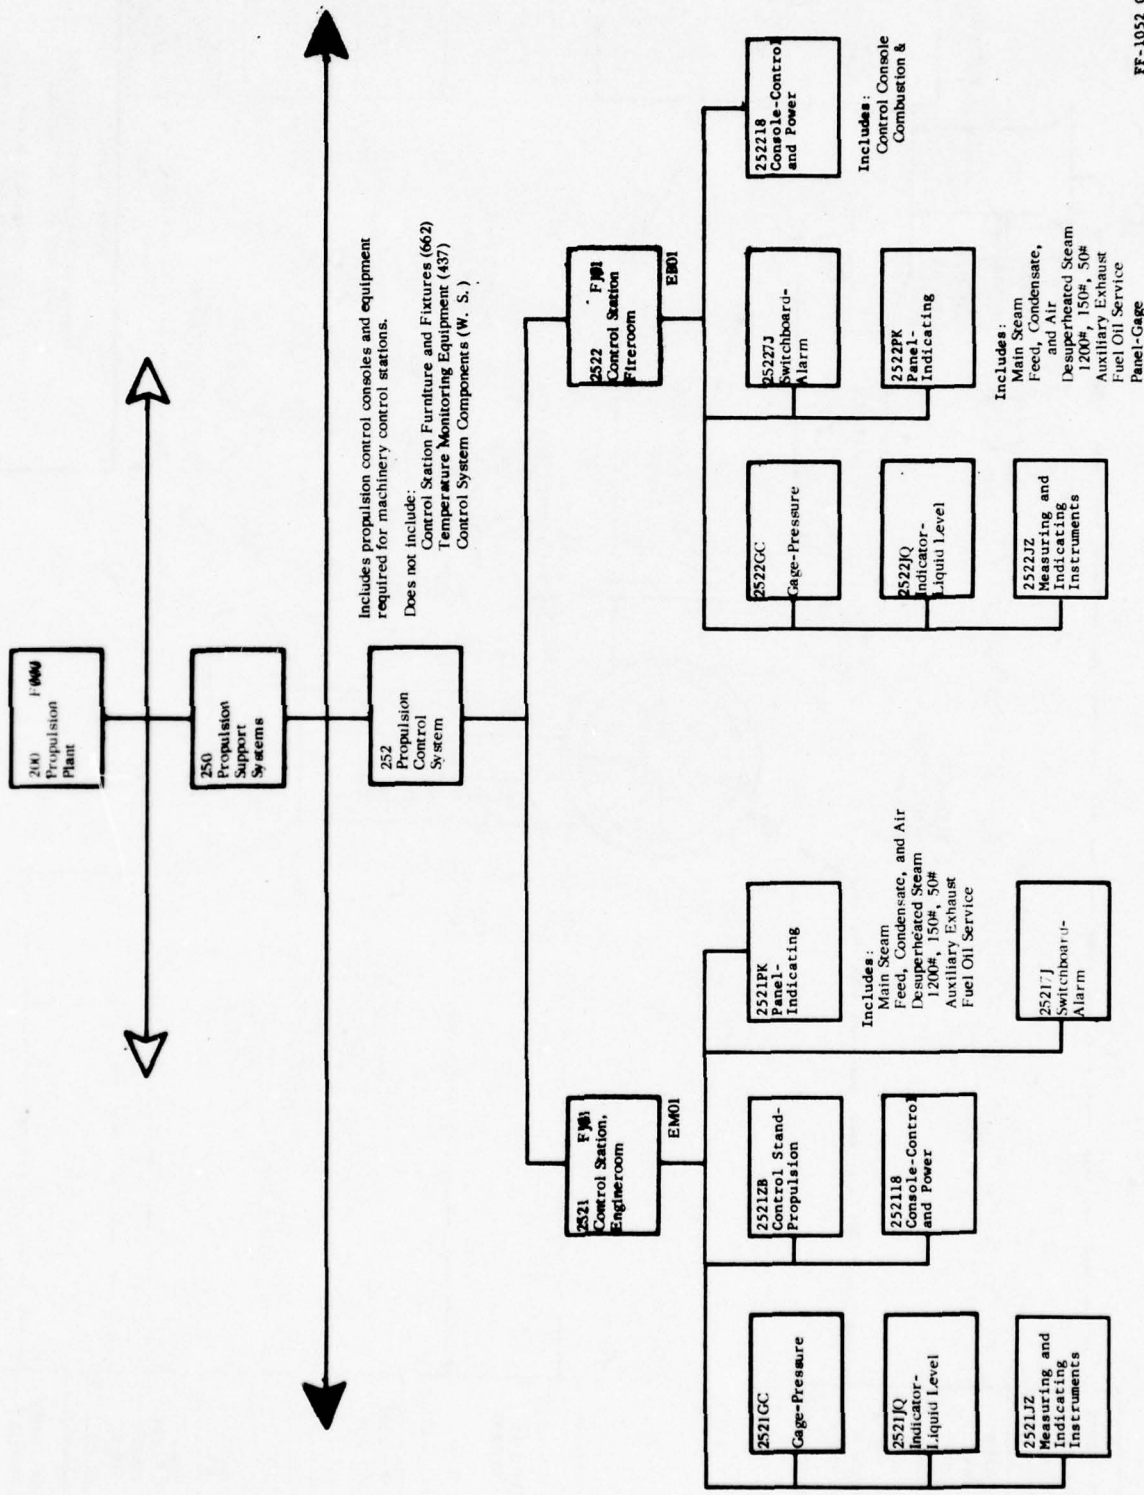 200 F000
Propulsion
Plant
250
Propulsion
Support
Systems
252
Propulsion
Control
System
Includes propulsion control consoles and equipment
required for machinery control stations.
Does not include:
Control Station Furniture and Fixtures (662)
Temperature Monitoring Equipment (437)
Control System Components (W. S.)
2521
Control Station,
Engineroom
EM01
2521GC
Gage-Pressure
2521JQ
Indicator-
Liquid Level
2521JZ
Measuring and
Indicating
Instruments
2521ZB
Control Stand-
Propulsion
252118
Console-Control
and Power
2521PK
Panel-
Indicating
Includes:
Main Steam
Feed, Condensate, and Air
Desuperheated Steam
1200#, 150#, 50#
Auxiliary Exhaust
Fuel Oil Service
25217J
Switchboard-
Alarm
2522
Control Station
Fireroom
EB01
2522GC
Gage-Pressure
2522JQ
Indicator-
Liquid Level
2522JZ
Measuring and
Indicating
Instruments
25227J
Switchboard-
Alarm
2522PK
Panel-
Indicating
Includes:
Main Steam
Feed, Condensate,
and Air
Desuperheated Steam
1200#, 150#, 50#
Auxiliary Exhaust
Fuel Oil Service
Panel-Gage
252218
Console-Control
and Power
Includes:
Control Console
Combustion &
FF-1052